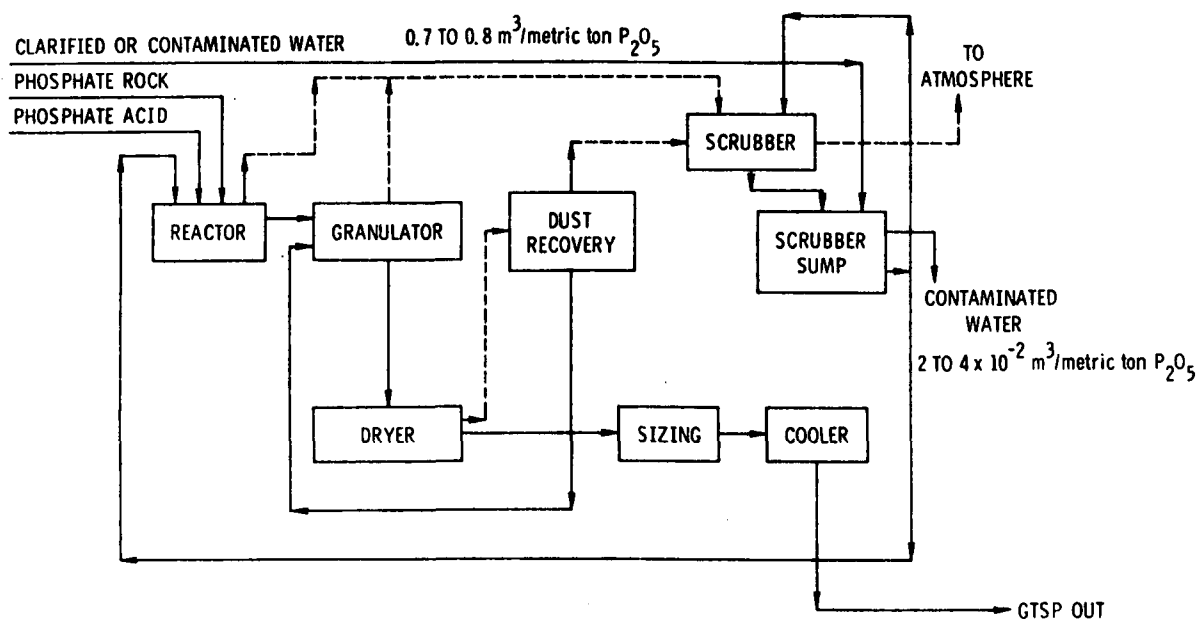 CLARIFIED OR CONTAMINATED WATER 0.7 TO 0.8 m³/metric ton P₂O₅
PHOSPHATE ROCK
PHOSPHATE ACID
TO
ATMOSPHERE
SCRUBBER
REACTOR
GRANULATOR
DUST
RECOVERY
SCRUBBER
SUMP
CONTAMINATED
WATER
2 TO 4 x 10⁻² m³/metric ton P₂O₅
DRYER
SIZING
COOLER
GTSP OUT